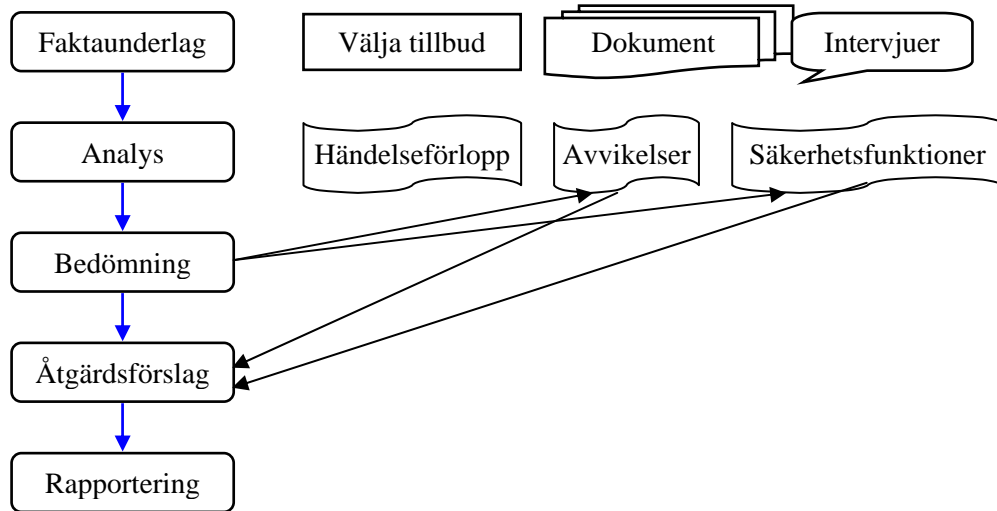 Faktaunderlag
Välja tillbud
Dokument
Intervjuer
Analys
Händelseförlopp
Avvikelser
Säkerhetsfunktioner
Bedömning
Åtgärdsförslag
Rapportering